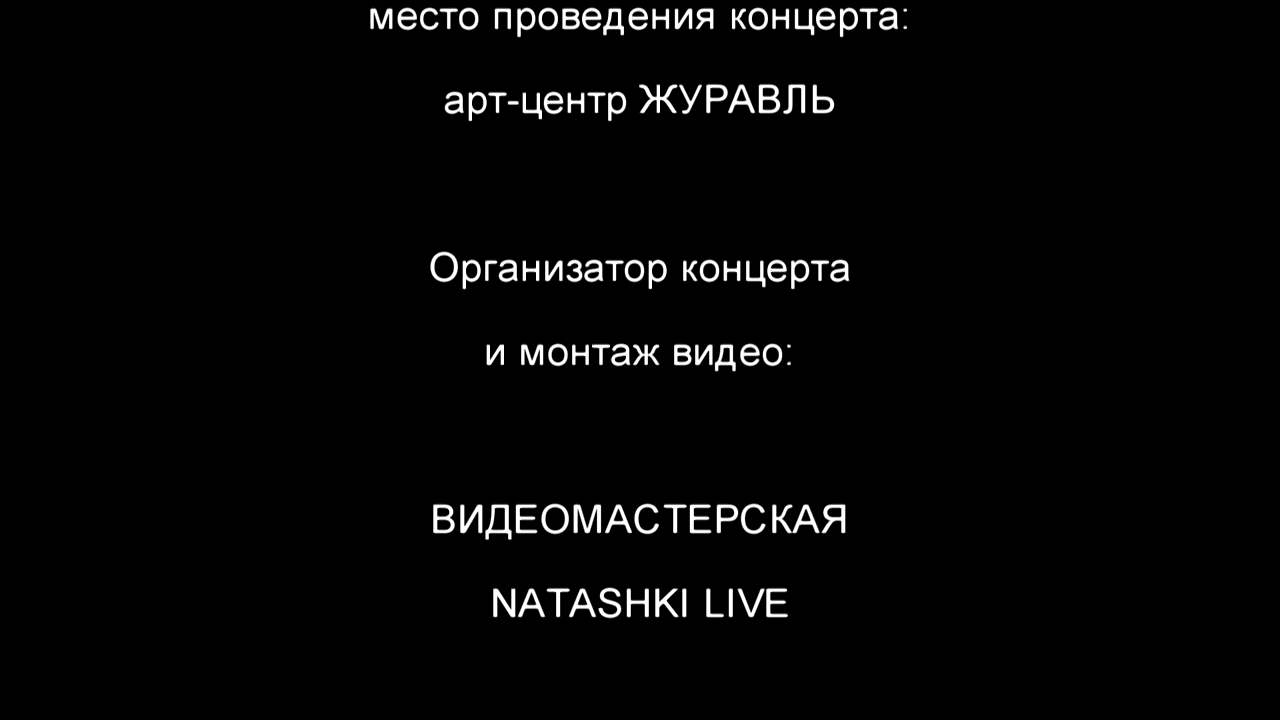 место проведения концерта:
арт-центр ЖУРАВЛЬ
Организатор концерта
и монтаж видео:
ВИДЕОМАСТЕРСКАЯ
NATASHKI LIVE